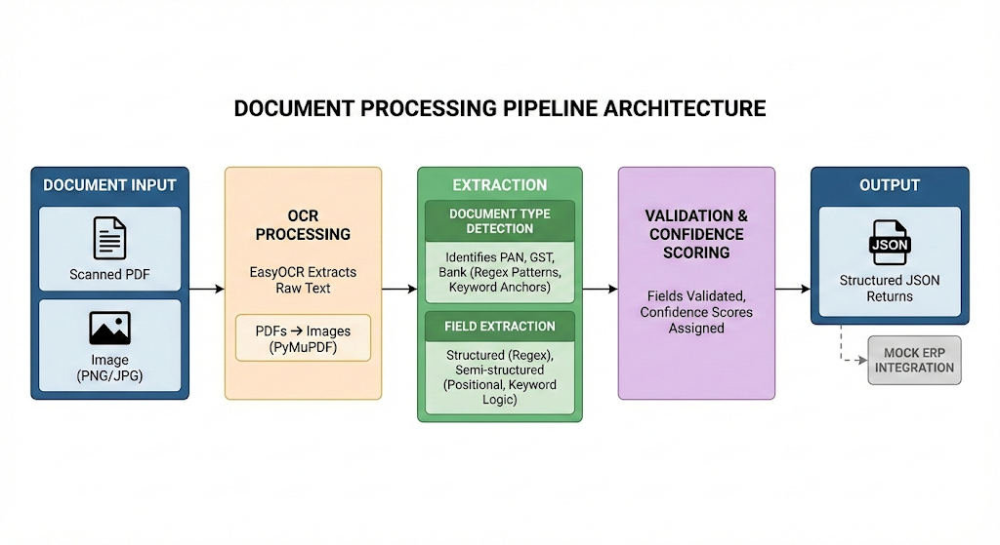 DOCUMENT PROCESSING PIPELINE ARCHITECTURE
DOCUMENT INPUT
Scanned PDF
Image
(PNG/JPG)
OCR
PROCESSING
EasyOCR Extracts
Raw Text
PDFs → Images
(PyMuPDF)
EXTRACTION
DOCUMENT TYPE
DETECTION
Identifies PAN, GST,
Bank (Regex Patterns,
Keyword Anchors)
FIELD EXTRACTION
Structured (Regex),
Semi-structured
(Positional, Keyword
Logic)
VALIDATION &
CONFIDENCE
SCORING
Fields Validated,
Confidence Scores
Assigned
OUTPUT
JSON
Structured JSON
Returns
MOCK ERP
INTEGRATION